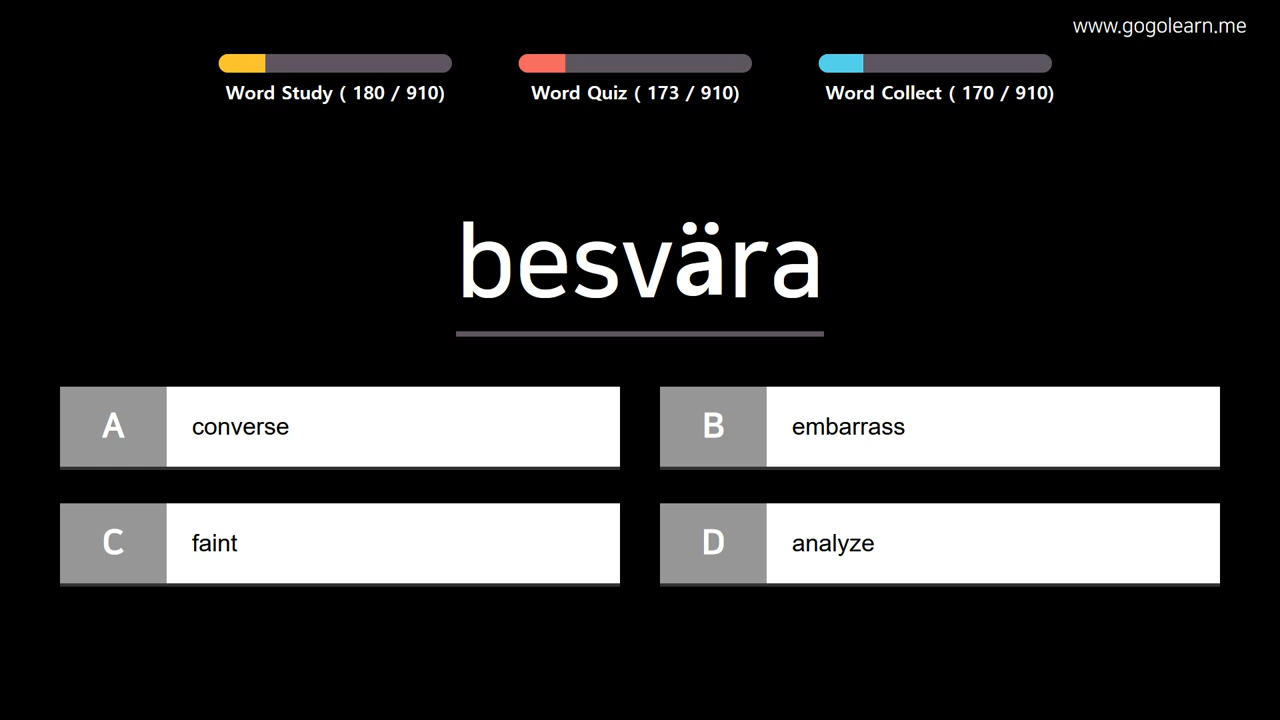 www.gogolearn.me
Word Study ( 180 / 910)
Word Quiz ( 173 / 910)
Word Collect ( 170 / 910)
besvära
A converse
B embarrass
C faint
D analyze